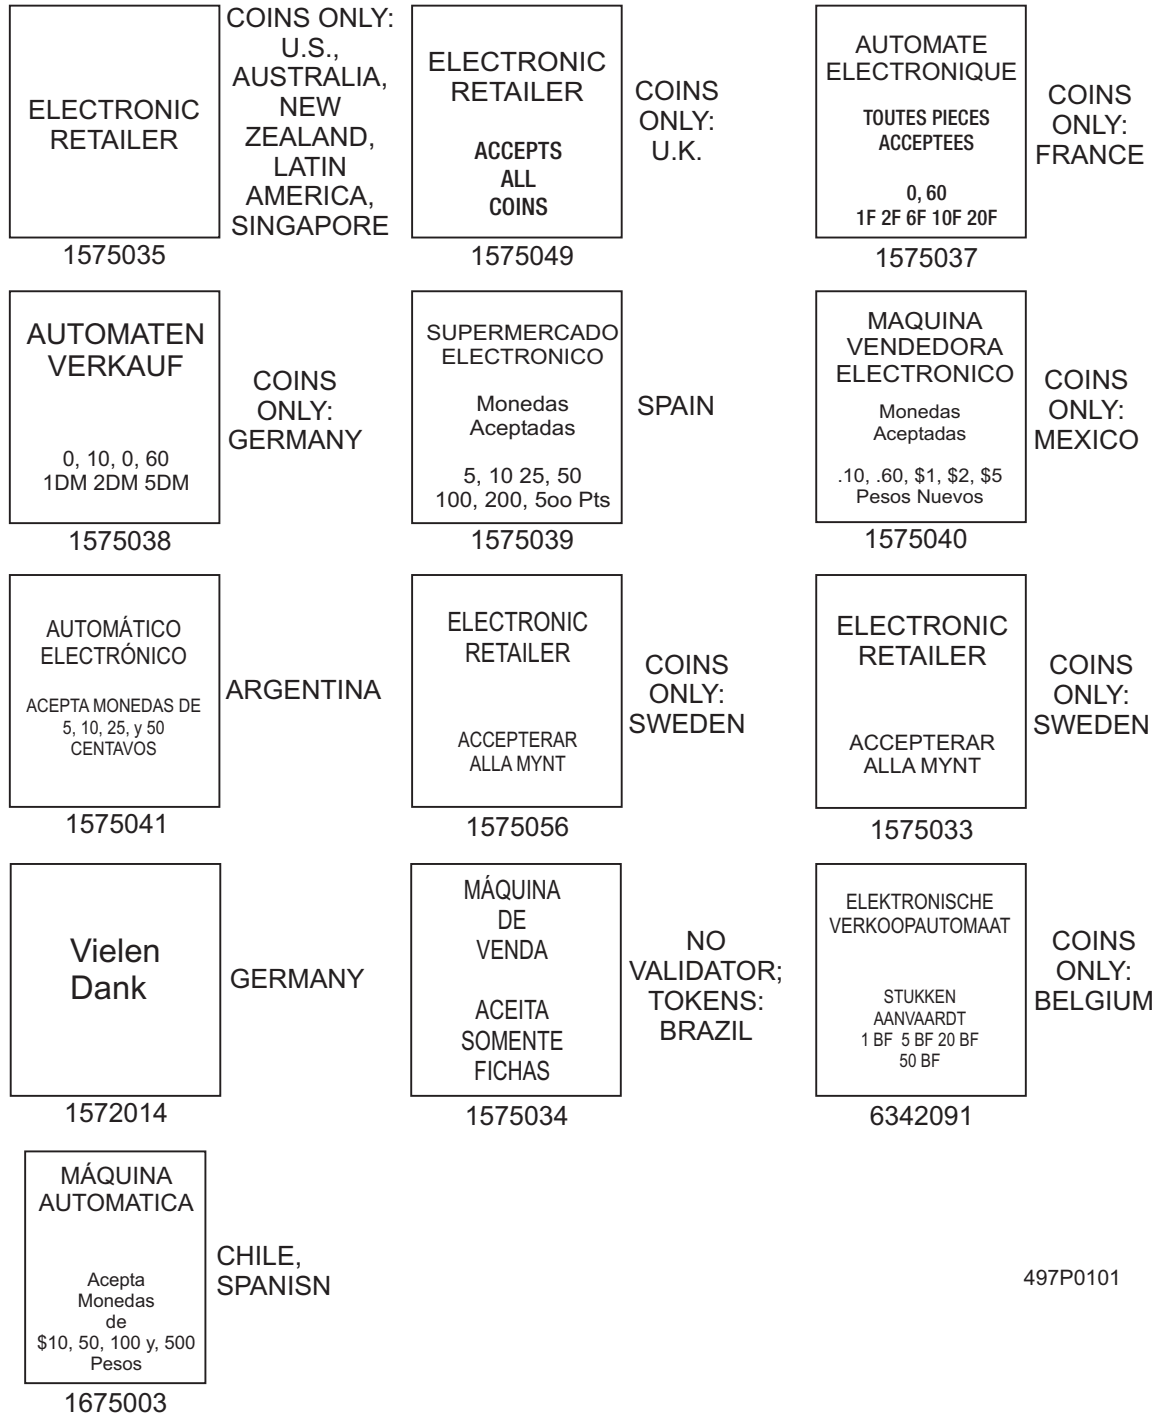 ELECTRONIC
RETAILER
COINS ONLY:
U.S.,
AUSTRALIA,
NEW
ZEALAND,
LATIN
AMERICA,
SINGAPORE
1575035
ELECTRONIC
RETAILER
ACCEPTS
ALL
COINS
COINS
ONLY:
U.K.
1575049
AUTOMATE
ELECTRONIQUE
TOUTES PIECES
ACCEPTEES
0, 60
1F 2F 6F 10F 20F
COINS
ONLY:
FRANCE
1575037
AUTOMATEN
VERKAUF
0, 10, 0, 60
1DM 2DM 5DM
COINS
ONLY:
GERMANY
1575038
SUPERMERCADO
ELECTRONICO
Monedas
Aceptadas
5, 10 25, 50
100, 200, 5oo Pts
SPAIN
1575039
MAQUINA
VENDEDORA
ELECTRONICO
Monedas
Aceptadas
.10, .60, $1, $2, $5
Pesos Nuevos
COINS
ONLY:
MEXICO
1575040
AUTOMÁTICO
ELECTRÓNICO
ACEPTA MONEDAS DE
5, 10, 25, y 50
CENTAVOS
ARGENTINA
1575041
ELECTRONIC
RETAILER
ACCEPTERAR
ALLA MYNT
COINS
ONLY:
SWEDEN
1575056
ELECTRONIC
RETAILER
ACCEPTERAR
ALLA MYNT
COINS
ONLY:
SWEDEN
1575033
Vielen
Dank
GERMANY
1572014
MÁQUINA
DE
VENDA
ACEITA
SOMENTE
FICHAS
NO
VALIDATOR;
TOKENS:
BRAZIL
1575034
ELEKTRONISCHE
VERKOOPAUTOMAAT
STUKKEN
AANVAARDT
1 BF 5 BF 20 BF
50 BF
COINS
ONLY:
BELGIUM
6342091
MÁQUINA
AUTOMATICA
Acepta
Monedas
de
$10, 50, 100 y, 500
Pesos
CHILE,
SPANISN
1675003
497P0101